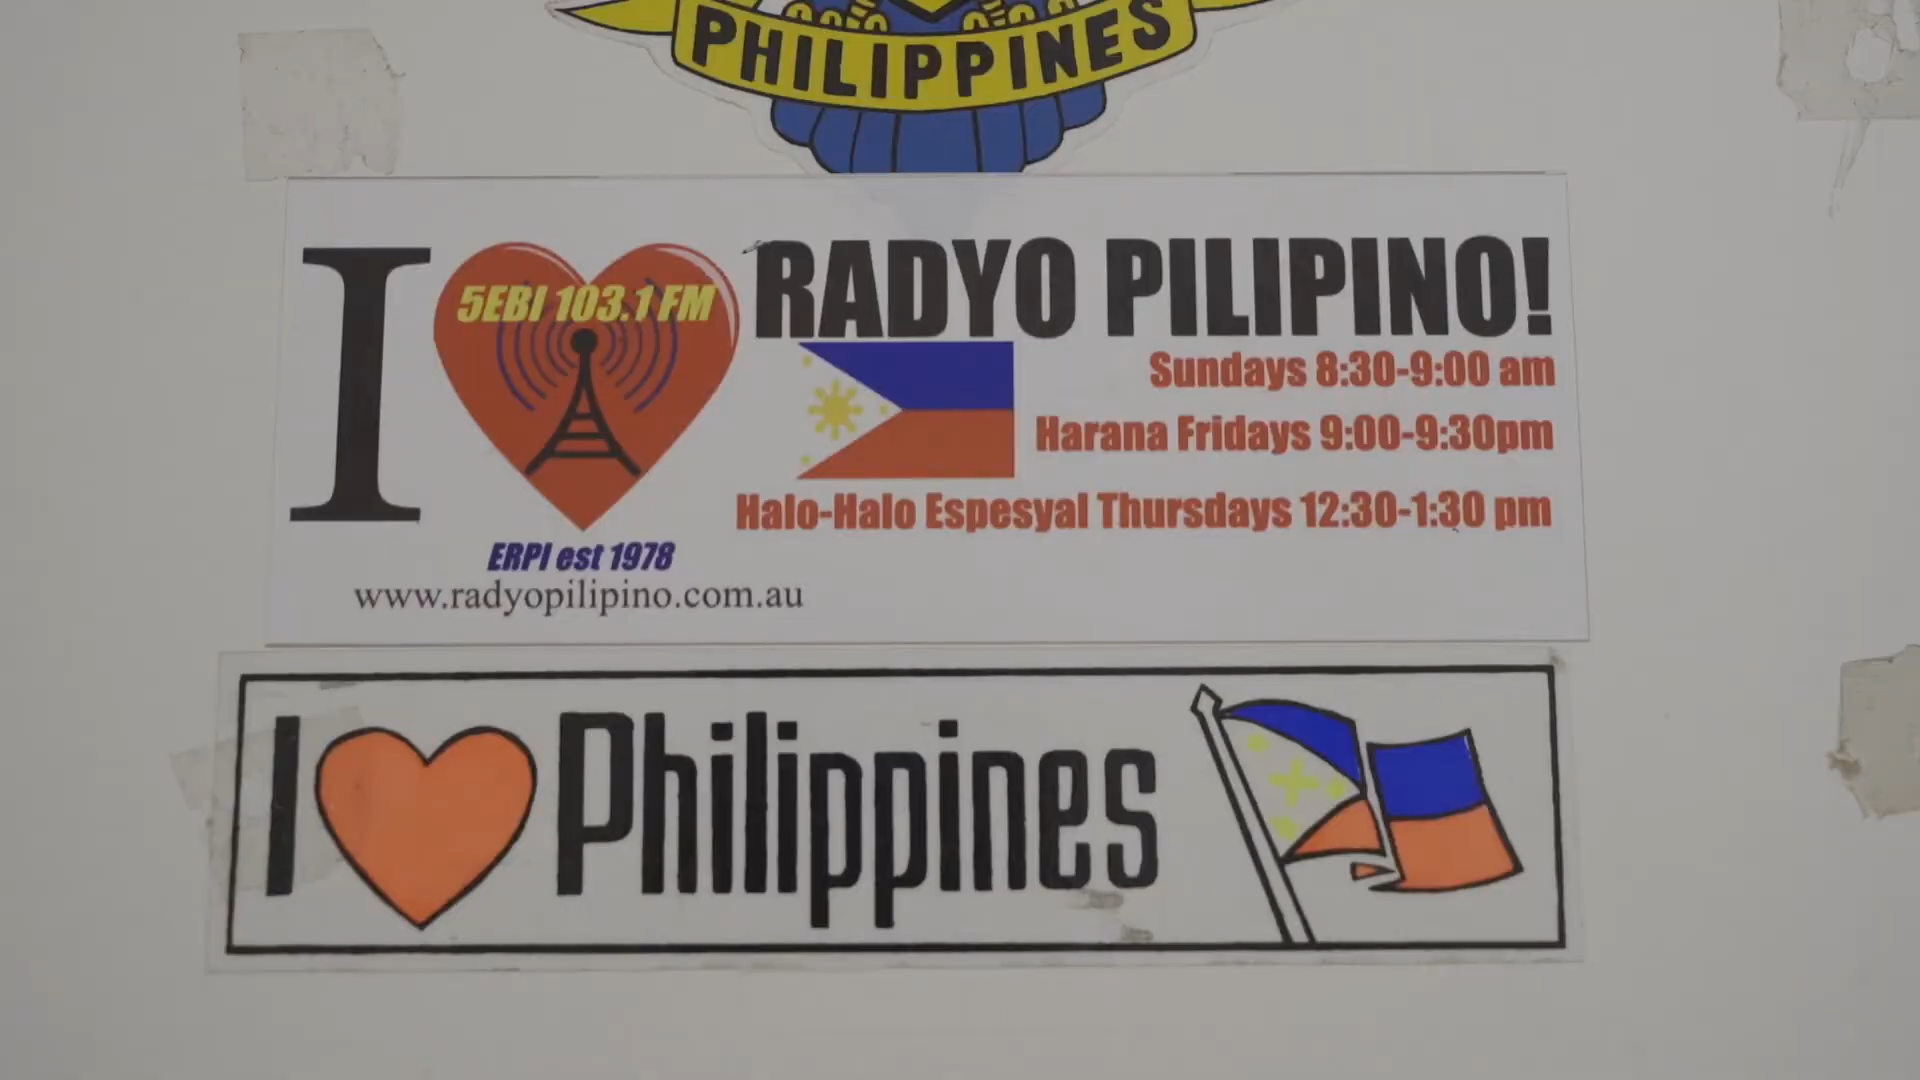 PHILIPPINES
I 5EBI 103.1 FM RADYO PILIPINO!
Sundays 8:30-9:00 am
Harana Fridays 9:00-9:30pm
Halo-Halo Espesyal Thursdays 12:30-1:30 pm
ERPI est 1978
www.radyopilipino.com.au
I Philippines